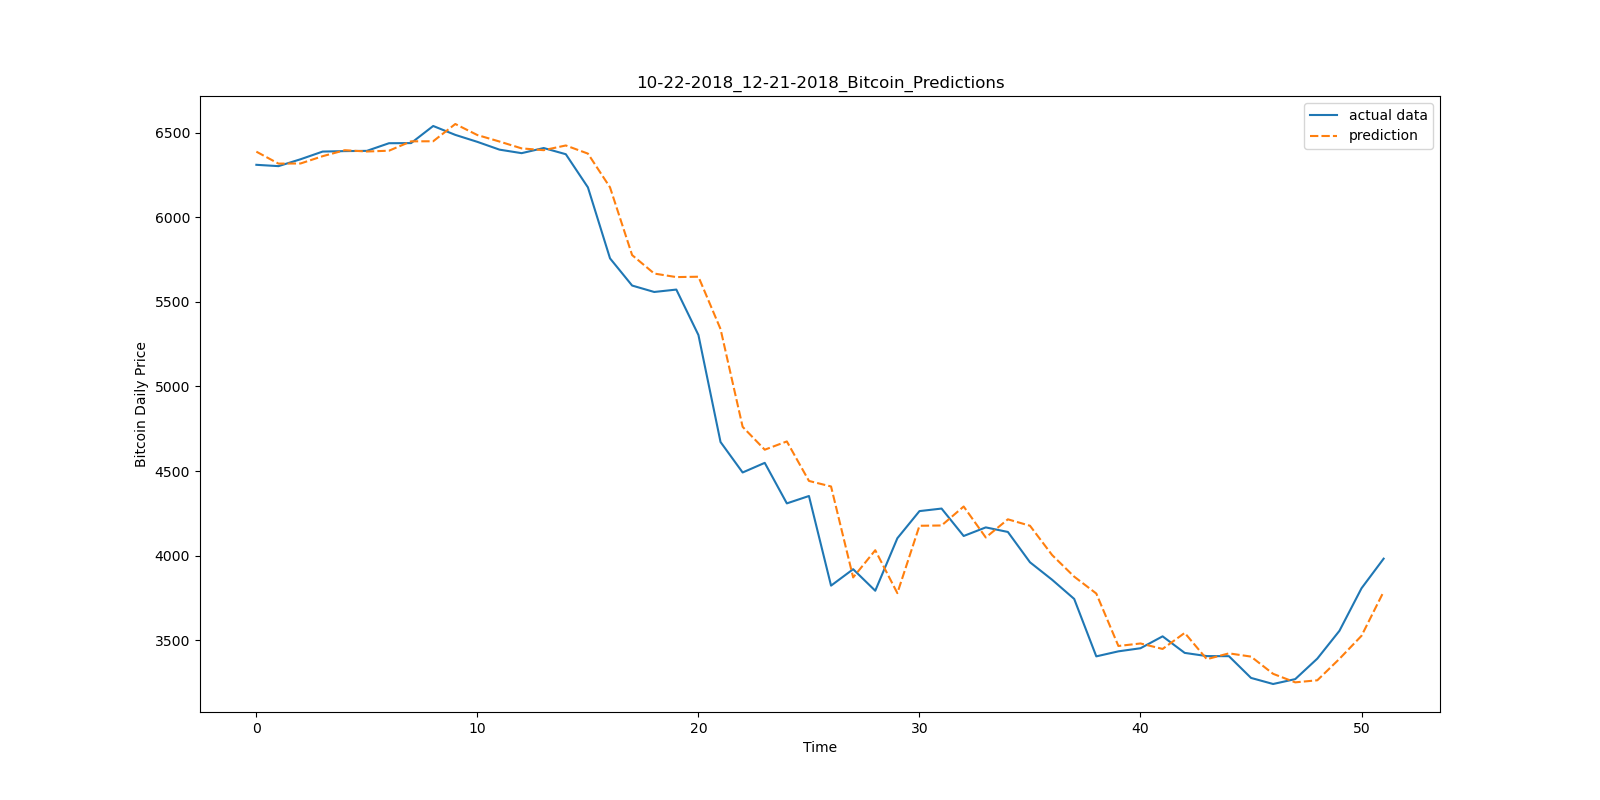 10-22-2018_12-21-2018_Bitcoin_Predictions
actual data
prediction
Bitcoin Daily Price
6500
6000
5500
5000
4500
4000
3500
0 10 20 30 40 50
Time